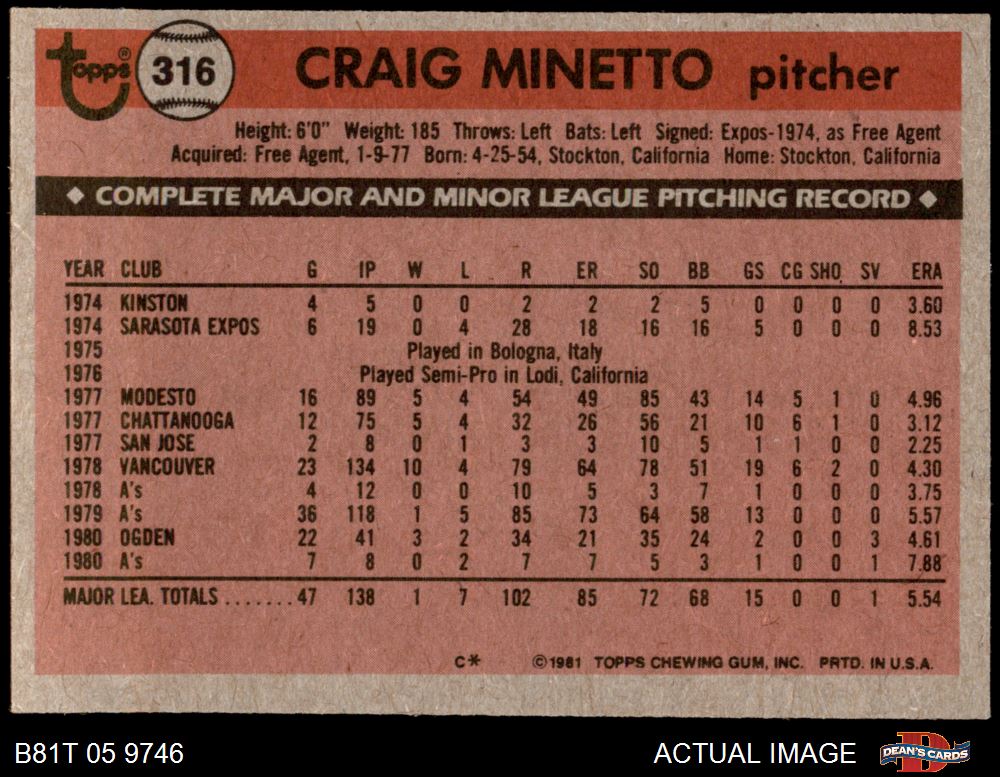 topps® 316 CRAIG MINETTO pitcher
Height: 6'0" Weight: 185 Throws: Left Bats: Left Signed: Expos-1974, as Free Agent
Acquired: Free Agent, 1-9-77 Born: 4-25-54, Stockton, California Home: Stockton, California
◆ COMPLETE MAJOR AND MINOR LEAGUE PITCHING RECORD ◆
YEAR CLUB G IP W L R ER SO BB GS CG SHO SV ERA
1974 KINSTON 4 5 0 0 2 2 2 5 0 0 0 0 3.60
1974 SARASOTA EXPOS 6 19 0 4 28 18 16 16 5 0 0 0 8.53
1975 Played in Bologna, Italy
1976 Played Semi-Pro in Lodi, California
1977 MODESTO 16 89 5 4 54 49 85 43 14 5 1 0 4.96
1977 CHATTANOOGA 12 75 5 4 32 26 56 21 10 6 1 0 3.12
1977 SAN JOSE 2 8 0 1 3 3 10 5 1 1 0 0 2.25
1978 VANCOUVER 23 134 10 4 79 64 78 51 19 6 2 0 4.30
1978 A's 4 12 0 0 10 5 3 7 1 0 0 0 3.75
1979 A's 36 118 1 5 85 73 64 58 13 0 0 0 5.57
1980 OGDEN 22 41 3 2 34 21 35 24 2 0 0 3 4.61
1980 A's 7 8 0 2 7 7 5 3 1 0 0 1 7.88
MAJOR LEA. TOTALS.......47 138 1 7 102 85 72 68 15 0 0 1 5.54
C* ©1981 TOPPS CHEWING GUM, INC. PRTD. IN U.S.A.
B81T 05 9746 ACTUAL IMAGE DEAN'S CARDS